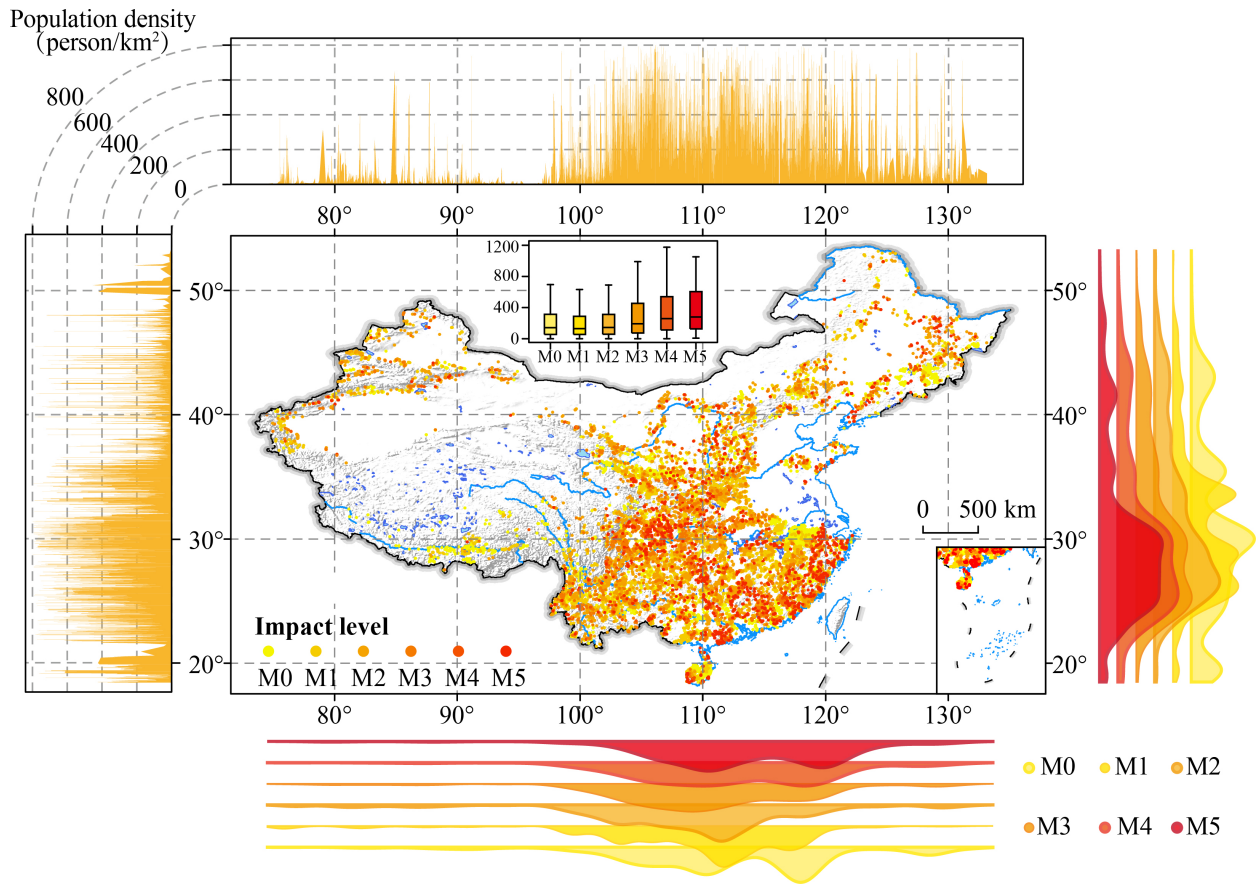 Population density
(person/km²)
800
600
400
200
0
80° 90° 100° 110° 120° 130°
1200
800
400
0
M0 M1 M2 M3 M4 M5
50° 50°
40° 40°
30° 30°
20° 20°
0 500 km
Impact level
M0 M1 M2 M3 M4 M5
80° 90° 100° 110° 120° 130°
M0 M1 M2
M3 M4 M5